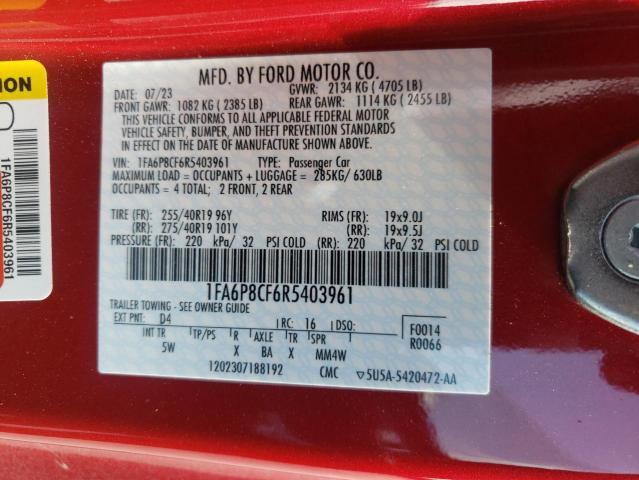 MFD. BY FORD MOTOR CO.
DATE: 07/23 GVWR: 2134 KG ( 4705 LB)
FRONT GAWR: 1082 KG ( 2385 LB) REAR GAWR: 1114 KG ( 2455 LB)
THIS VEHICLE CONFORMS TO ALL APPLICABLE FEDERAL MOTOR
VEHICLE SAFETY, BUMPER, AND THEFT PREVENTION STANDARDS
IN EFFECT ON THE DATE OF MANUFACTURE SHOWN ABOVE.
VIN: 1FA6P8CF6R5403961 TYPE: Passenger Car
MAXIMUM LOAD = OCCUPANTS + LUGGAGE = 285KG/ 630LB
OCCUPANTS = 4 TOTAL; 2 FRONT, 2 REAR
TIRE (FR): 255/40R19 96Y RIMS (FR): 19x9.0J
(RR): 275/40R19 101Y (RR): 19x9.5J
PRESSURE (FR): 220 kPa/ 32 PSI COLD (RR): 220 kPa/ 32 PSI COLD
1FA6P8CF6R5403961
TRAILER TOWING - SEE OWNER GUIDE
EXT PNT: D4 RC: 16 DSO: F0014
INT TR TP/PS R AXLE TR SPR R0066
5W X BA X MM4W
1202307188192 CMC ▽5U5A-5420472-AA
ION
1FA6P8CF6R5403961